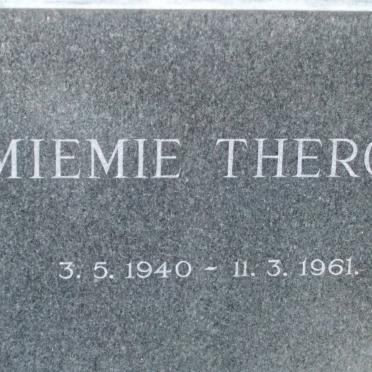 MIEMIE THERO
3. 5. 1940 - 11. 3. 1961.